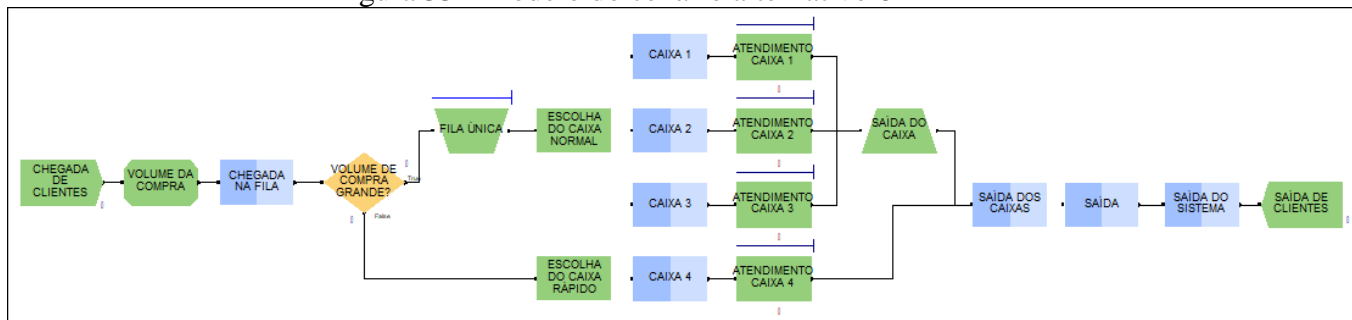 CAIXA 1
ATENDIMENTO
CAIXA 1
FILA ÚNICA
ESCOLHA
DO CAIXA
NORMAL
CAIXA 2
ATENDIMENTO
CAIXA 2
SAÍDA DO
CAIXA
CHEGADA
DE
CLIENTES
VOLUME DA
COMPRA
CHEGADA
NA FILA
VOLUME DE
COMPRA
GRANDE?
True
False
CAIXA 3
ATENDIMENTO
CAIXA 3
SAÍDA DOS
CAIXAS
SAÍDA
SAÍDA DO
SISTEMA
SAÍDA DE
CLIENTES
ESCOLHA
DO CAIXA
RÁPIDO
CAIXA 4
ATENDIMENTO
CAIXA 4